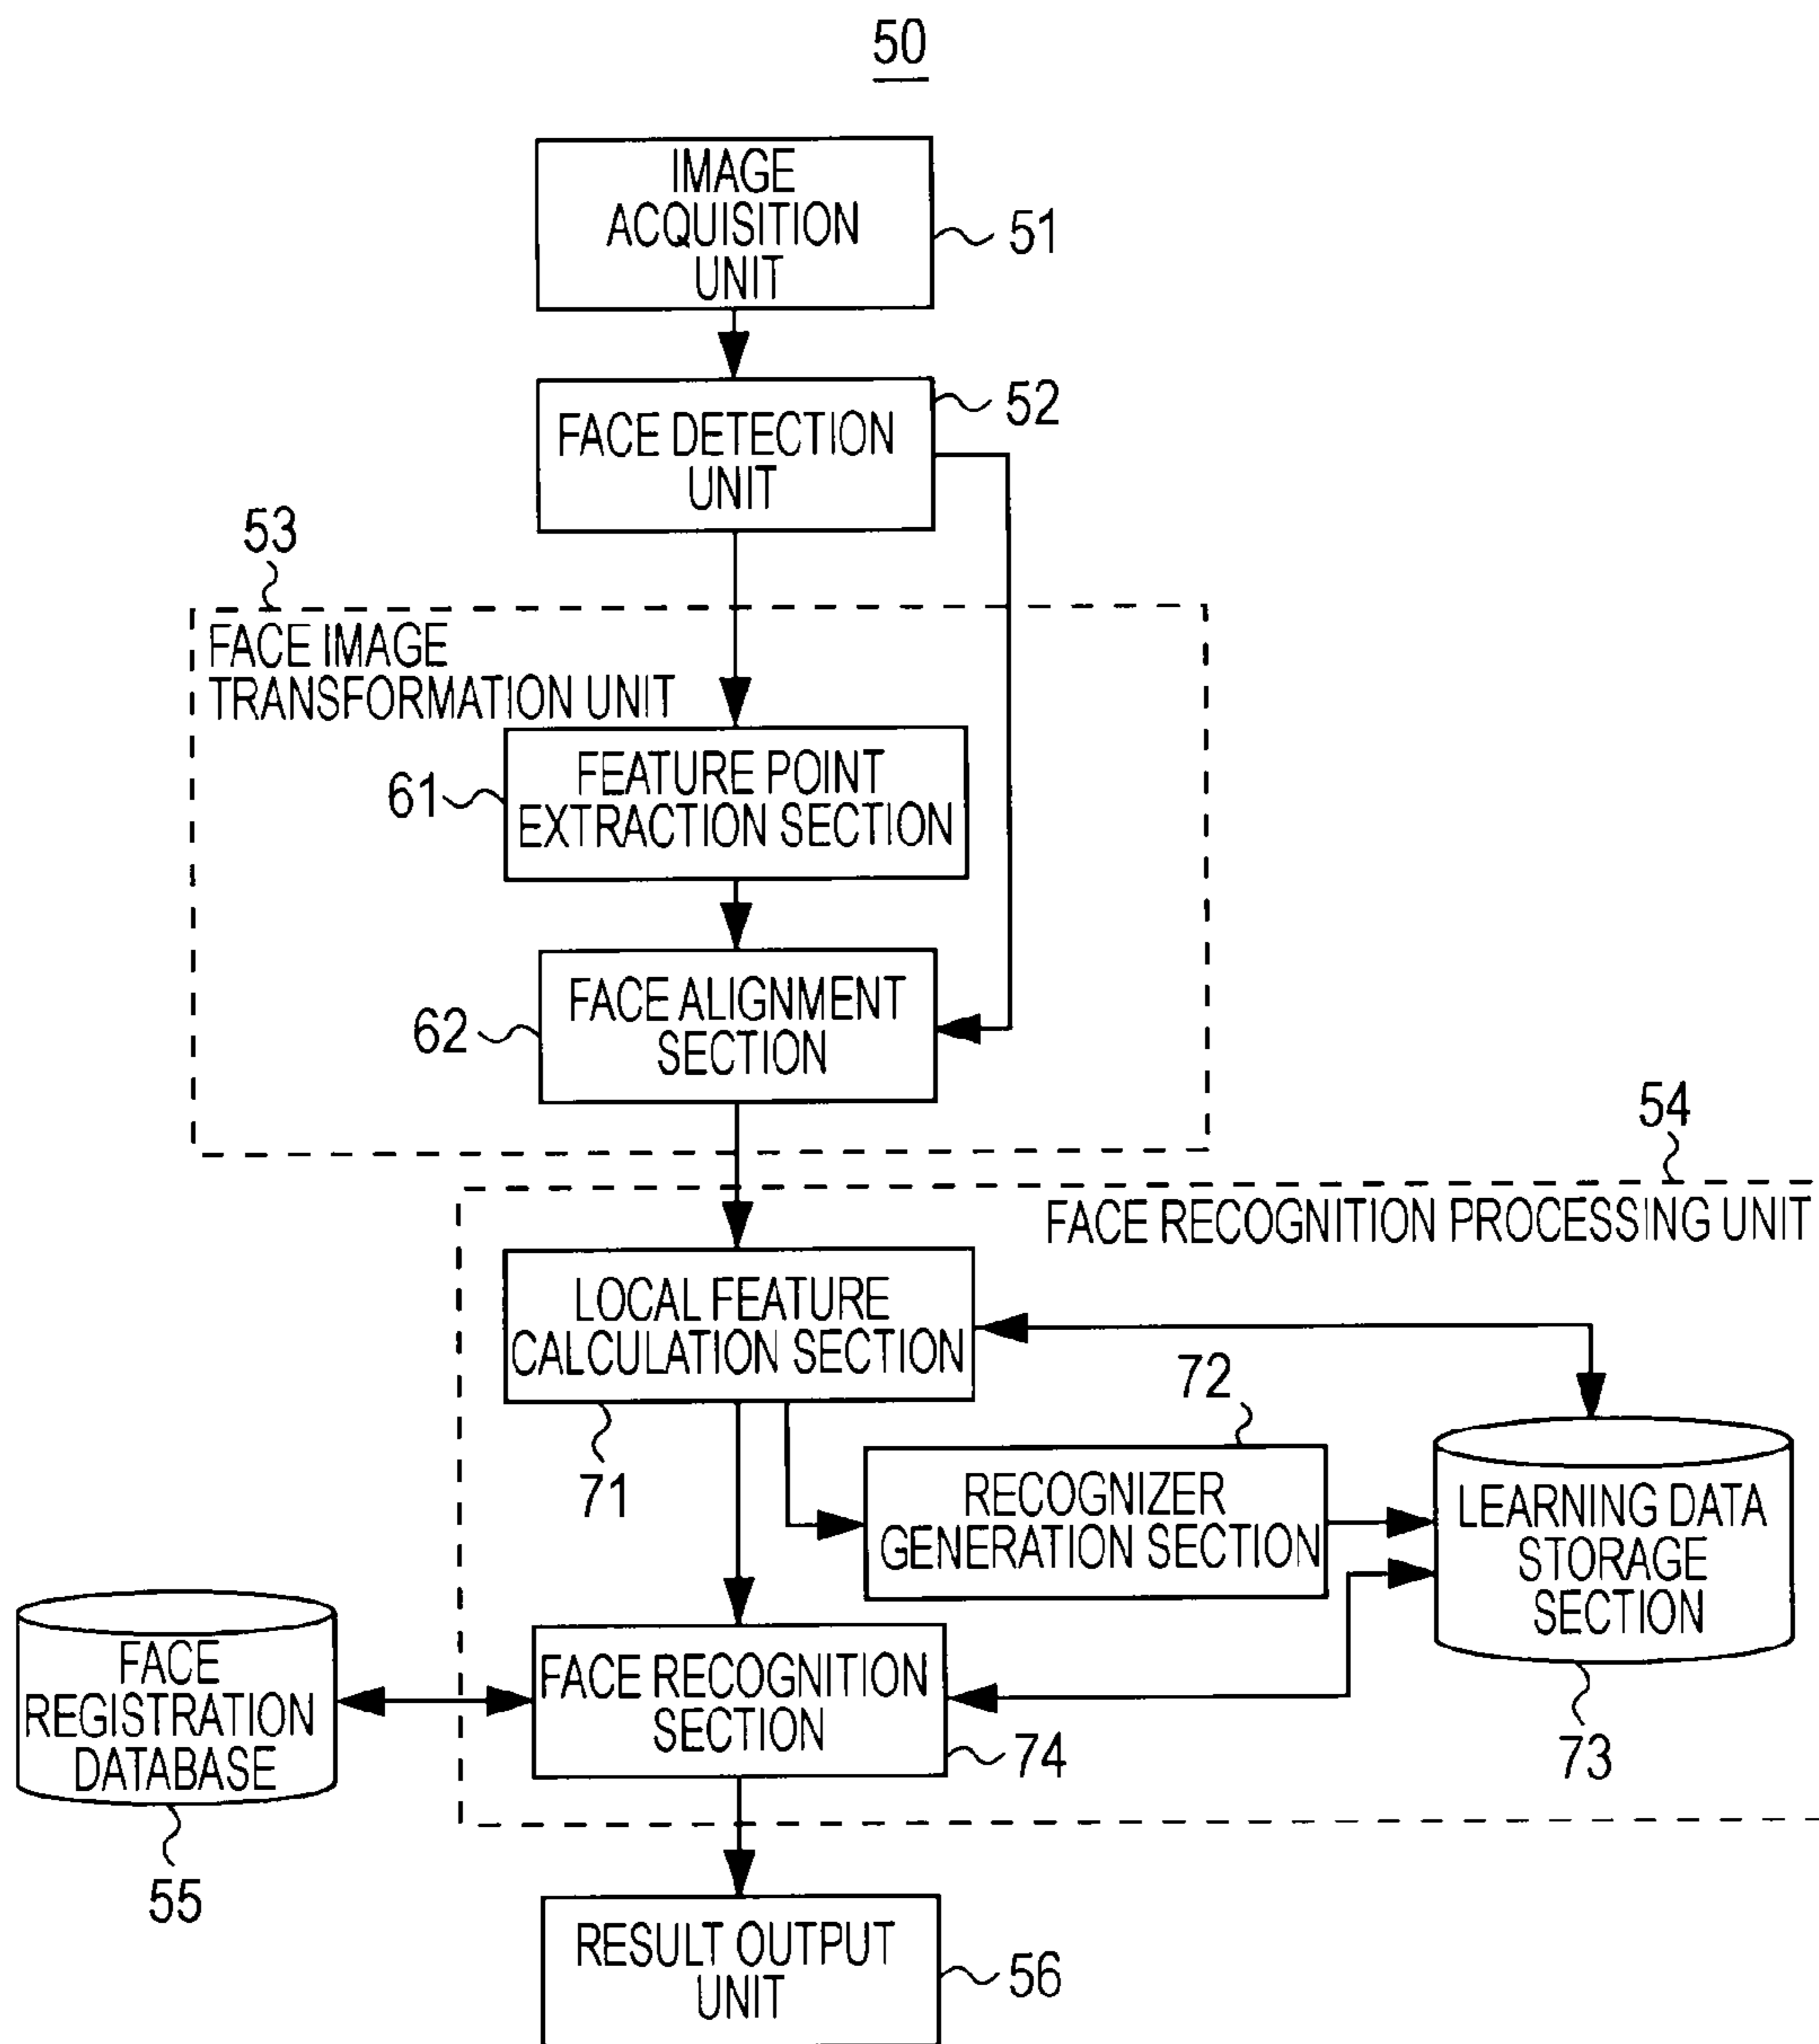 50
IMAGE
ACQUISITION
UNIT
51
FACE DETECTION
UNIT
52
53
FACE IMAGE
TRANSFORMATION UNIT
FEATURE POINT
EXTRACTION SECTION
61
FACE ALIGNMENT
SECTION
62
54
FACE RECOGNITION PROCESSING UNIT
LOCAL FEATURE
CALCULATION SECTION
71
72
RECOGNIZER
GENERATION SECTION
LEARNING DATA
STORAGE
SECTION
73
FACE
REGISTRATION
DATABASE
55
FACE RECOGNITION
SECTION
74
RESULT OUTPUT
UNIT
56